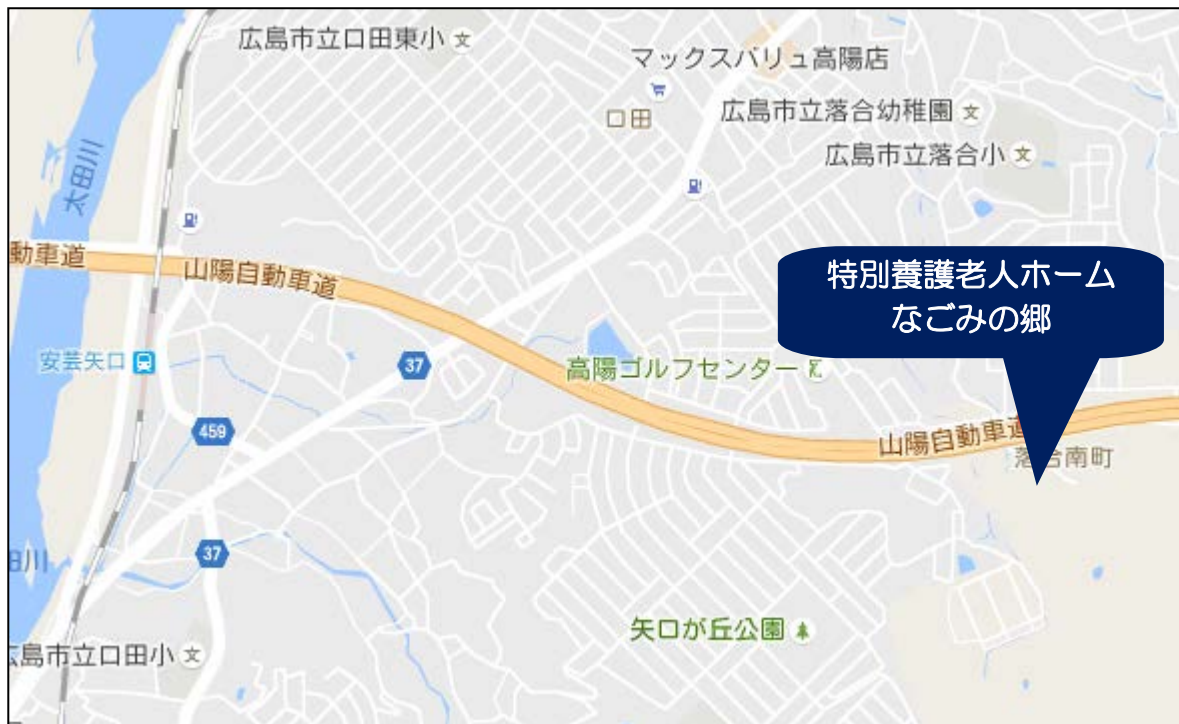 広島市立口田東小
マックスバリュ高陽店
口田
広島市立落合幼稚園
広島市立落合小
太田川
動車道
山陽自動車道
特別養護老人ホーム
なごみの郷
安芸矢口
37
高陽ゴルフセンター
459
山陽自動車道
落合南町
37
田川
矢口が丘公園
広島市立口田小